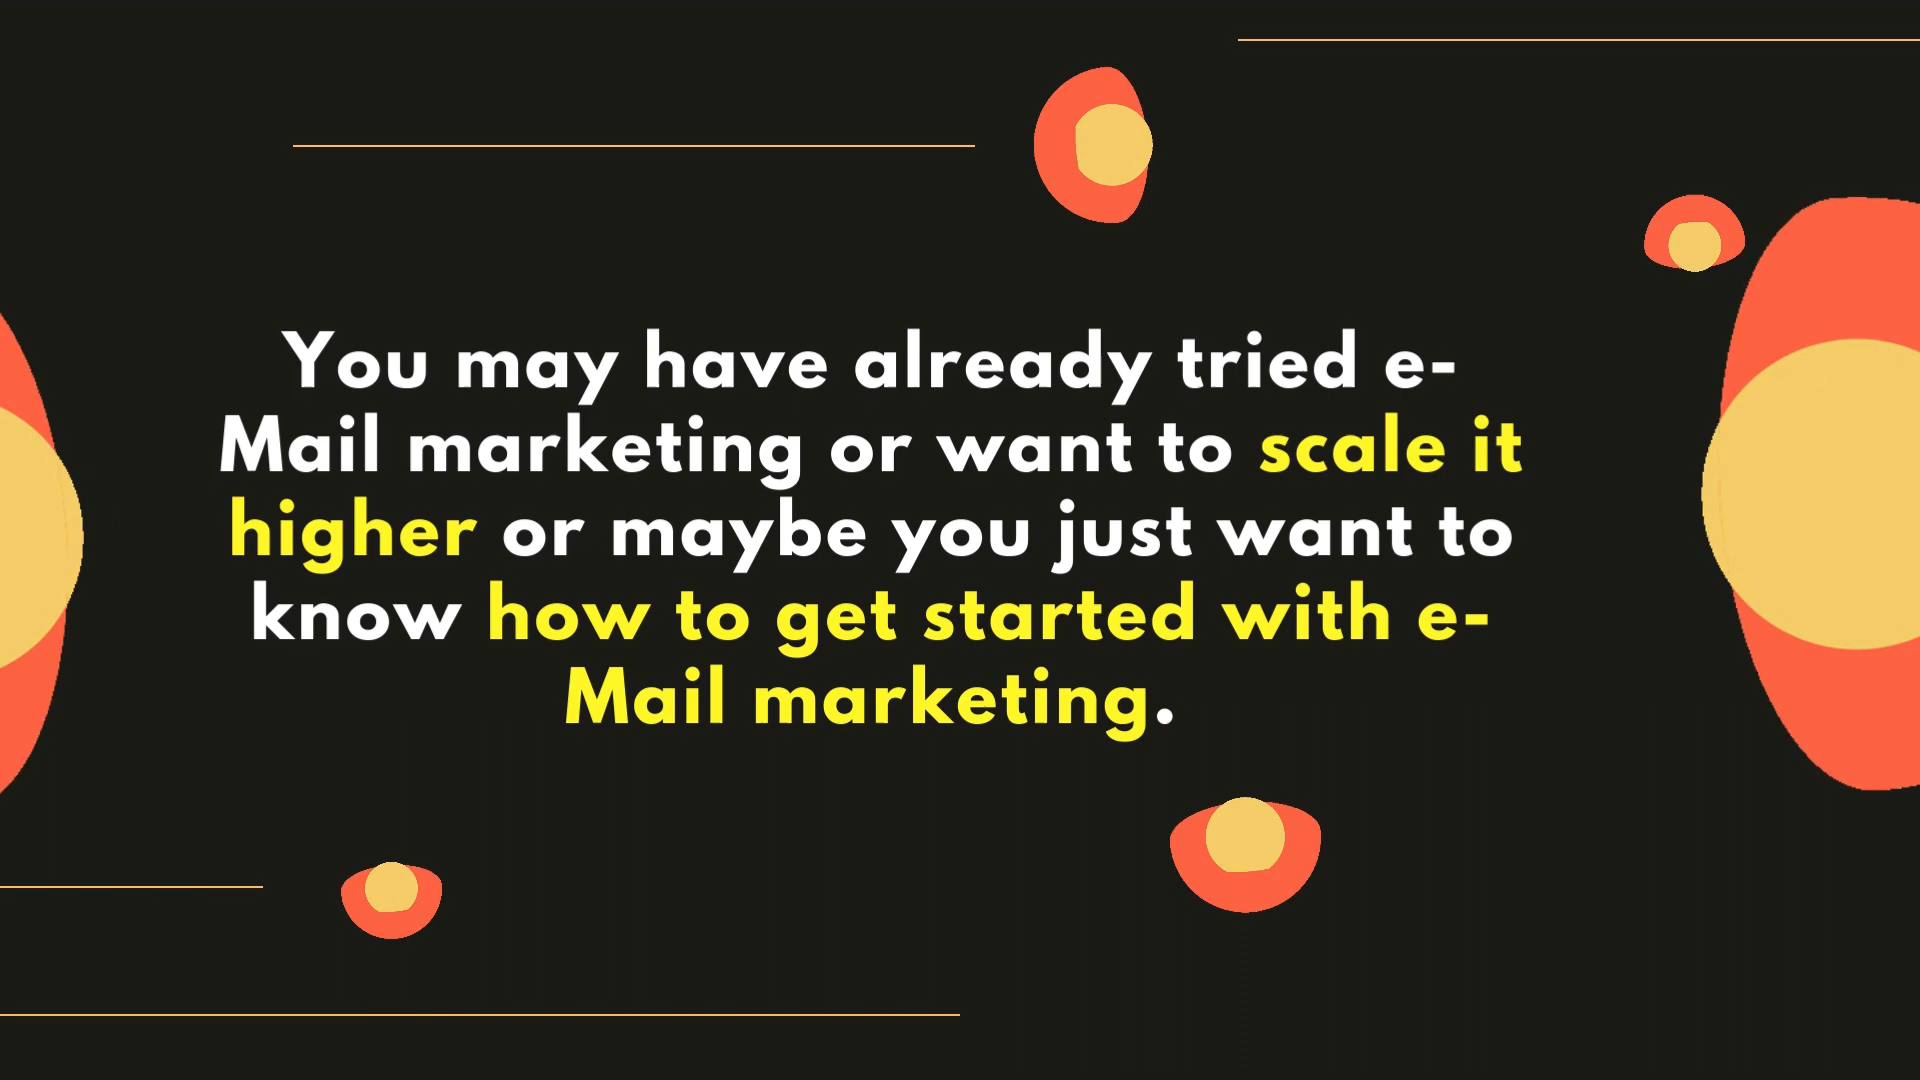 You may have already tried e-
Mail marketing or want to scale it
higher or maybe you just want to
know how to get started with e-
Mail marketing.